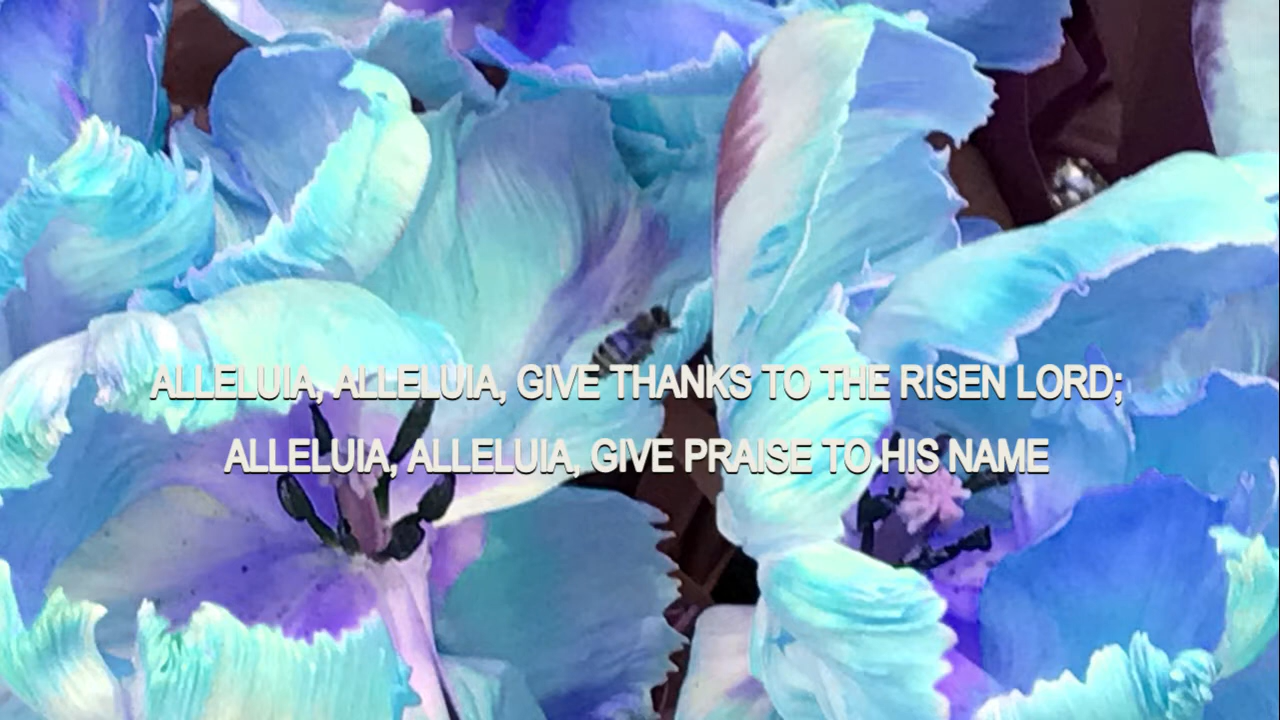 ALLELUIA, ALLELUIA, GIVE THANKS TO THE RISEN LORD;
ALLELUIA, ALLELUIA, GIVE PRAISE TO HIS NAME